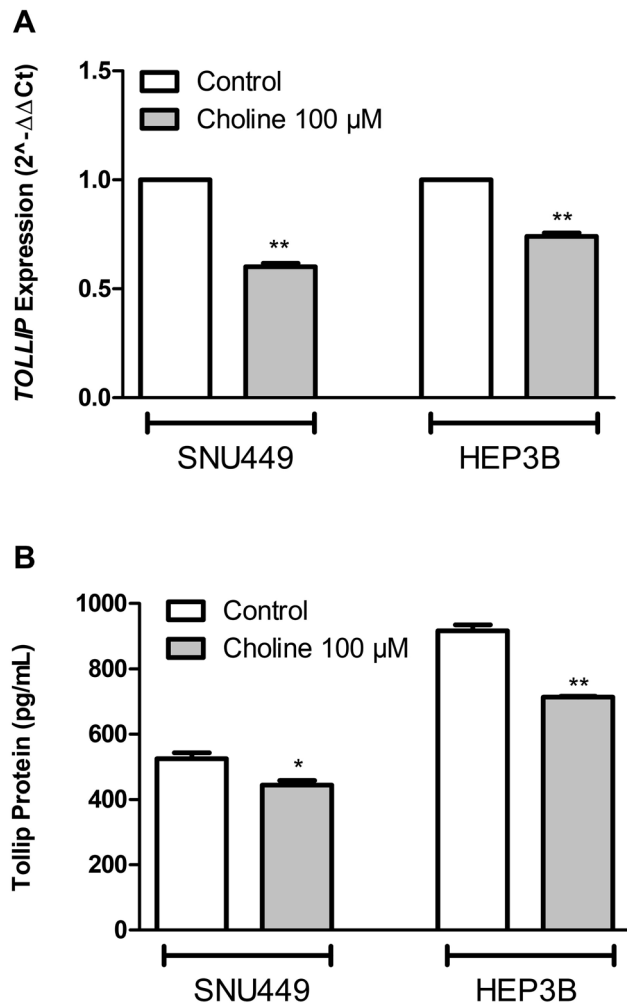 A
TOLLIP Expression (2^-ΔΔCt)
1.5
1.0
0.5
0.0
Control
Choline 100 µM
**
**
SNU449
HEP3B
B
Tollip Protein (pg/mL)
1000
800
600
400
200
0
Control
Choline 100 µM
*
**
SNU449
HEP3B